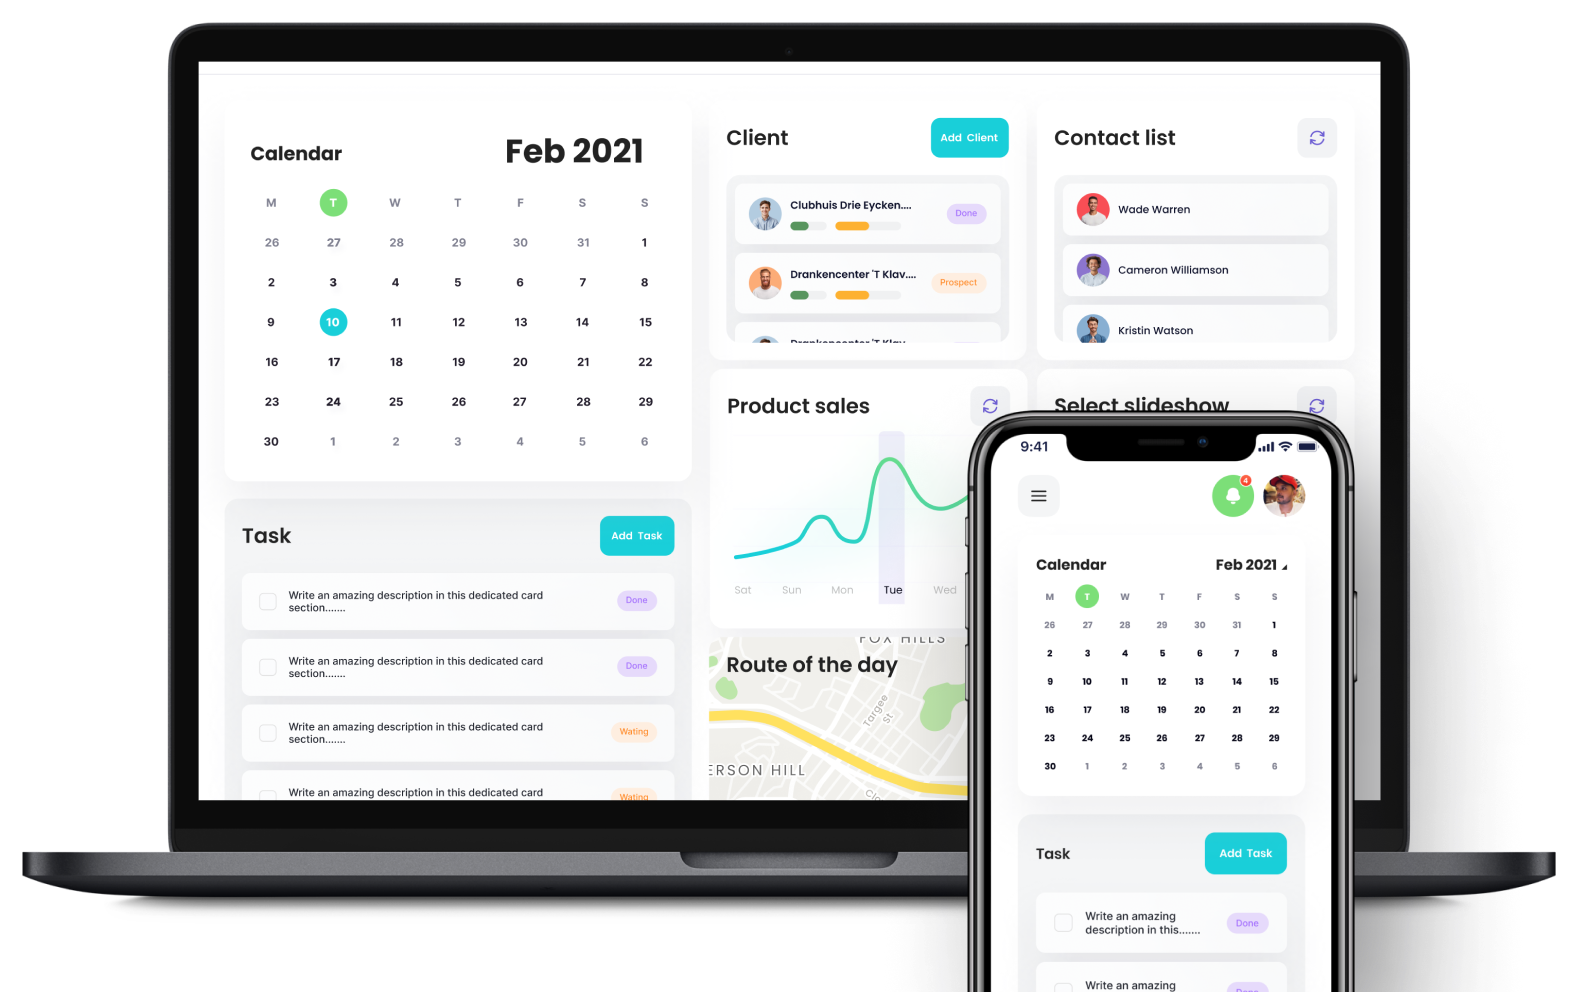 Calendar
Feb 2021
M T W T F S S
26 27 28 29 30 31 1
2 3 4 5 6 7 8
9 10 11 12 13 14 15
16 17 18 19 20 21 22
23 24 25 26 27 28 29
30 1 2 3 4 5 6
Task
Add Task
Write an amazing description in this dedicated card
section.......
Done
Write an amazing description in this dedicated card
section.......
Done
Write an amazing description in this dedicated card
section.......
Wating
Write an amazing description in this dedicated card
Wating
Client
Add Client
Clubhuis Drie Eycken....
Done
Drankencenter 'T Klav....
Prospect
Drankencenter 'T Klav
Contact list
Wade Warren
Cameron Williamson
Kristin Watson
Product sales
Sat Sun Mon Tue Wed
Select slideshow
FOX HILLS
Route of the day
Targee
St
ERSON HILL
9:41
4
Calendar
Feb 2021
M T W T F S S
26 27 28 29 30 31 1
2 3 4 5 6 7 8
9 10 11 12 13 14 15
16 17 18 19 20 21 22
23 24 25 26 27 28 29
30 1 2 3 4 5 6
Task
Add Task
Write an amazing
description in this.......
Done
Write an amazing
Done